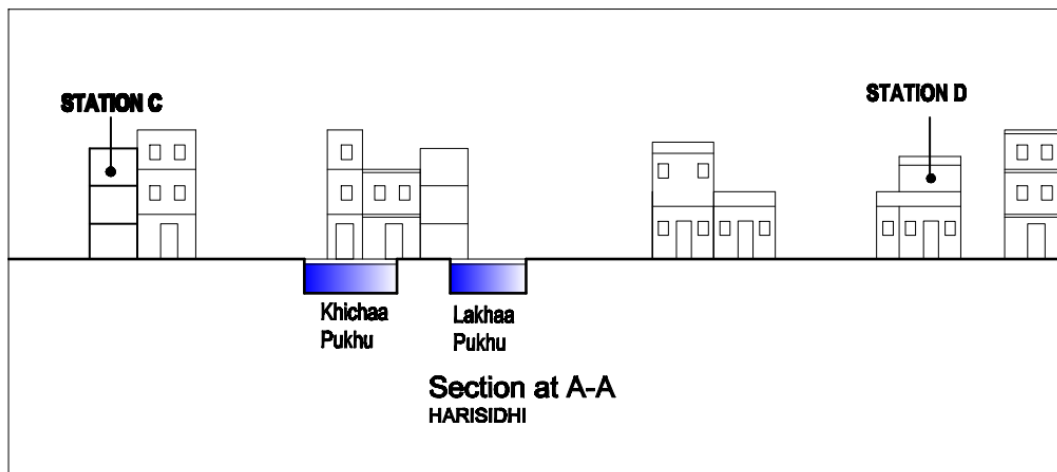 STATION C
STATION D
Khichaa
Pukhu
Lakhaa
Pukhu
Section at A-A
HARISIDHI